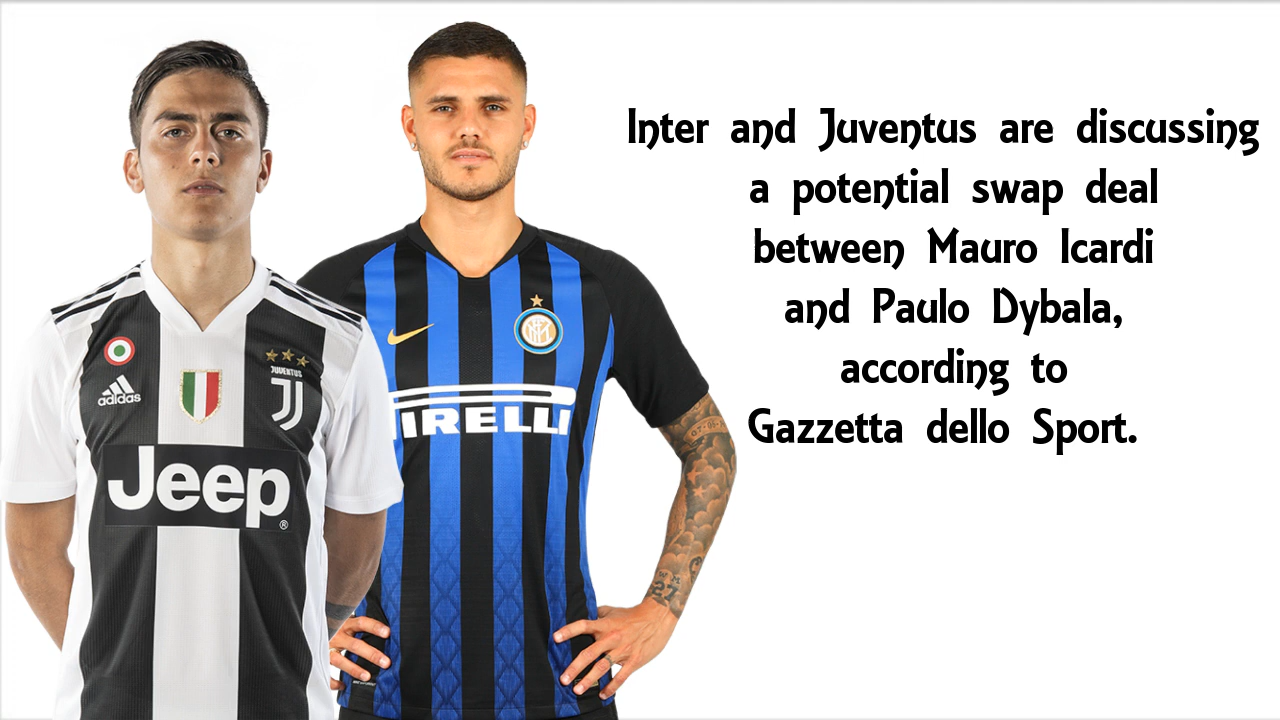 Inter and Juventus are discussing
a potential swap deal
between Mauro Icardi
and Paulo Dybala,
according to
Gazzetta dello Sport.
adidas
JUVENTUS
Jeep
®
PIRELLI